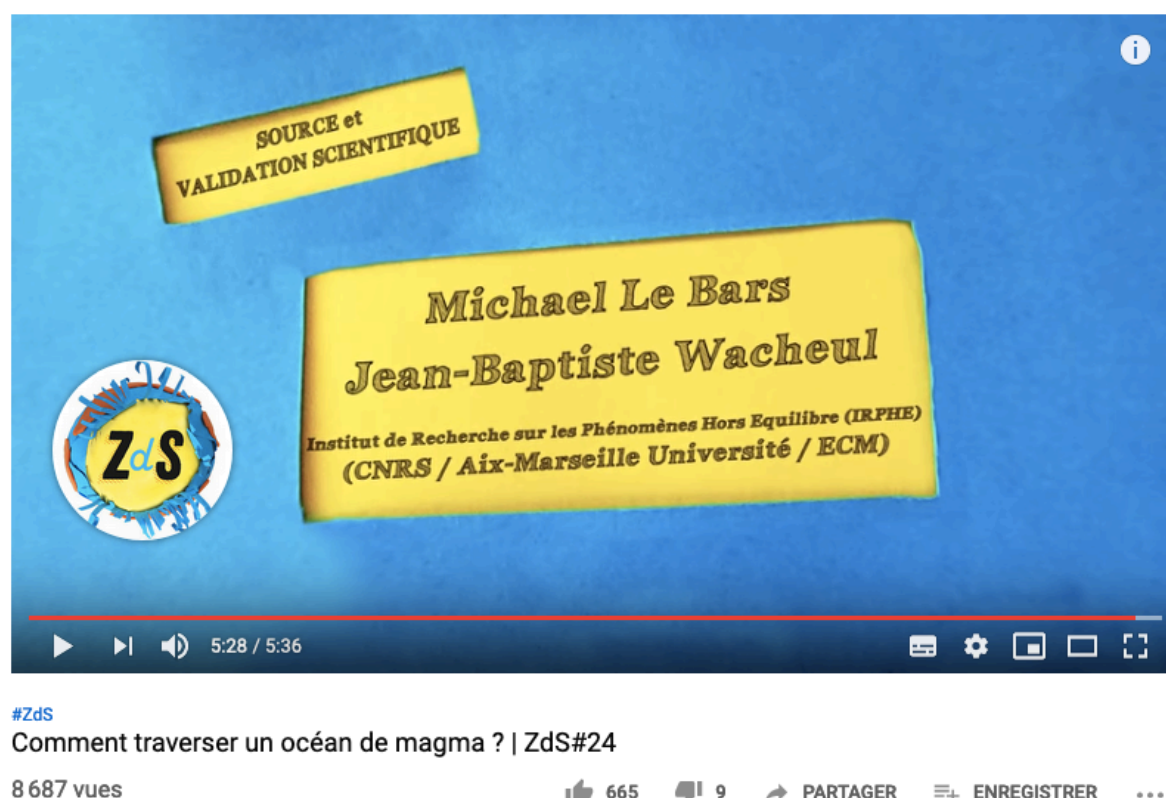 SOURCE et
VALIDATION SCIENTIFIQUE
Michael Le Bars
Jean-Baptiste Wacheul
Institut de Recherche sur les Phénomènes Hors Equilibre (IRPHE)
(CNRS / Aix-Marseille Université / ECM)
ZdS
5:28 / 5:36
#ZdS
Comment traverser un océan de magma ? | ZdS#24
8 687 vues
665
9
PARTAGER
ENREGISTRER